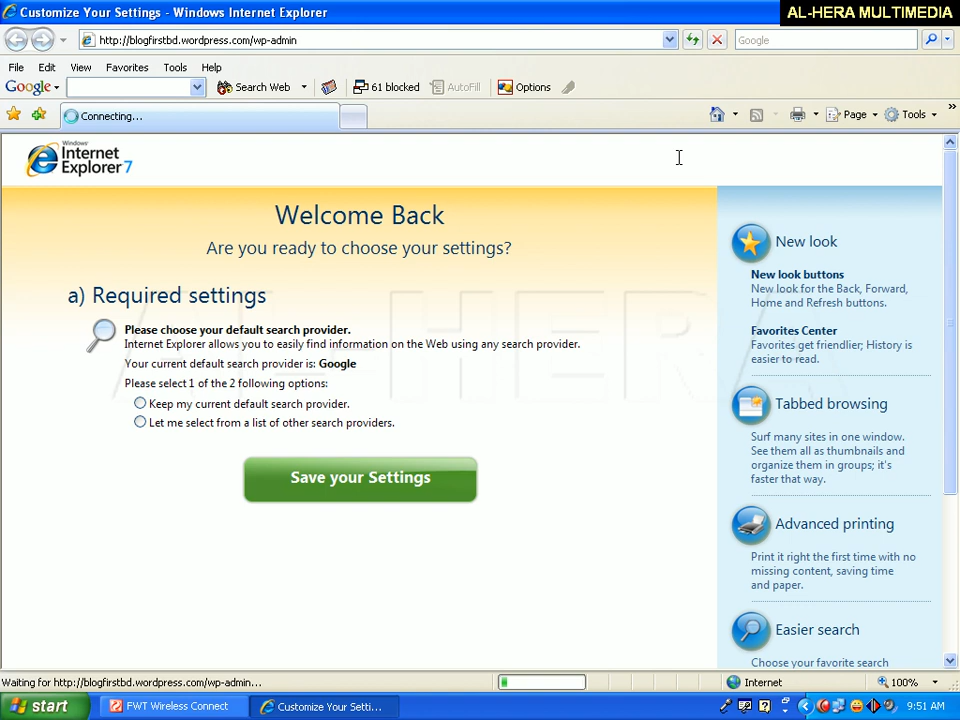 Customize Your Settings - Windows Internet Explorer
AL-HERA MULTIMEDIA
http://blogfirstbd.wordpress.com/wp-admin
Google
File Edit View Favorites Tools Help
Google Search Web 61 blocked AutoFill Options
Connecting...
Page Tools
Windows
Internet
Explorer 7
Welcome Back
Are you ready to choose your settings?
a) Required settings
Please choose your default search provider.
Internet Explorer allows you to easily find information on the Web using any search provider.
Your current default search provider is: Google
Please select 1 of the 2 following options:
Keep my current default search provider.
Let me select from a list of other search providers.
Save your Settings
AL-HERA
New look
New look buttons
New look for the Back, Forward,
Home and Refresh buttons.
Favorites Center
Favorites get friendlier; History is
easier to read.
Tabbed browsing
Surf many sites in one window.
See them all as thumbnails and
organize them in groups; it's
faster that way.
Advanced printing
Print it right the first time with no
missing content, saving time
and paper.
Easier search
Choose your favorite search
Waiting for http://blogfirstbd.wordpress.com/wp-admin...
Internet
100%
start
FWT Wireless Connect
Customize Your Setti...
9:51 AM